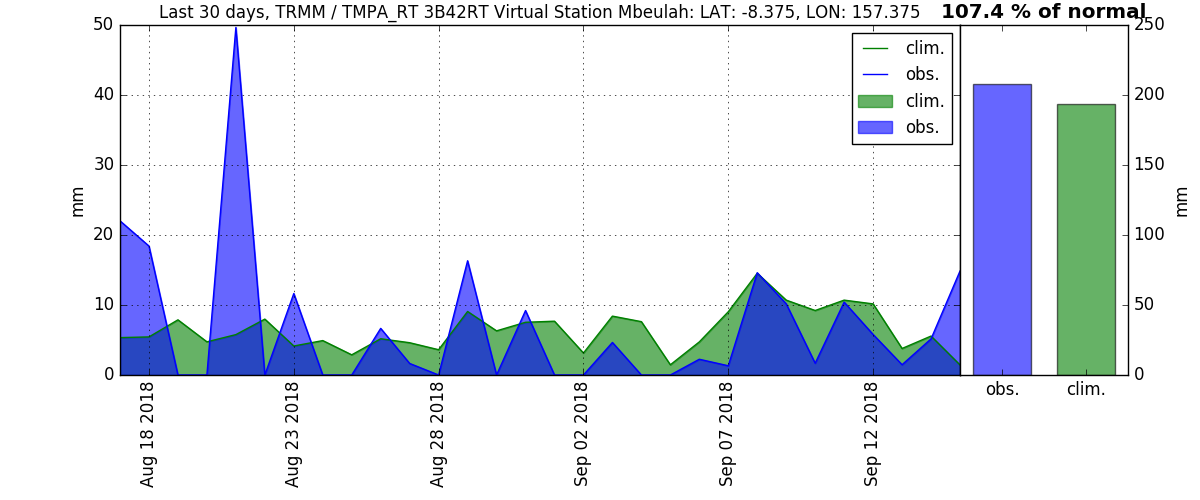 Last 30 days, TRMM / TMPA_RT 3B42RT Virtual Station Mbeulah: LAT: -8.375, LON: 157.375
107.4 % of normal
50
40
30
20
10
0
mm
clim.
obs.
clim.
obs.
250
200
150
100
50
0
mm
obs.
clim.
Aug 18 2018
Aug 23 2018
Aug 28 2018
Sep 02 2018
Sep 07 2018
Sep 12 2018